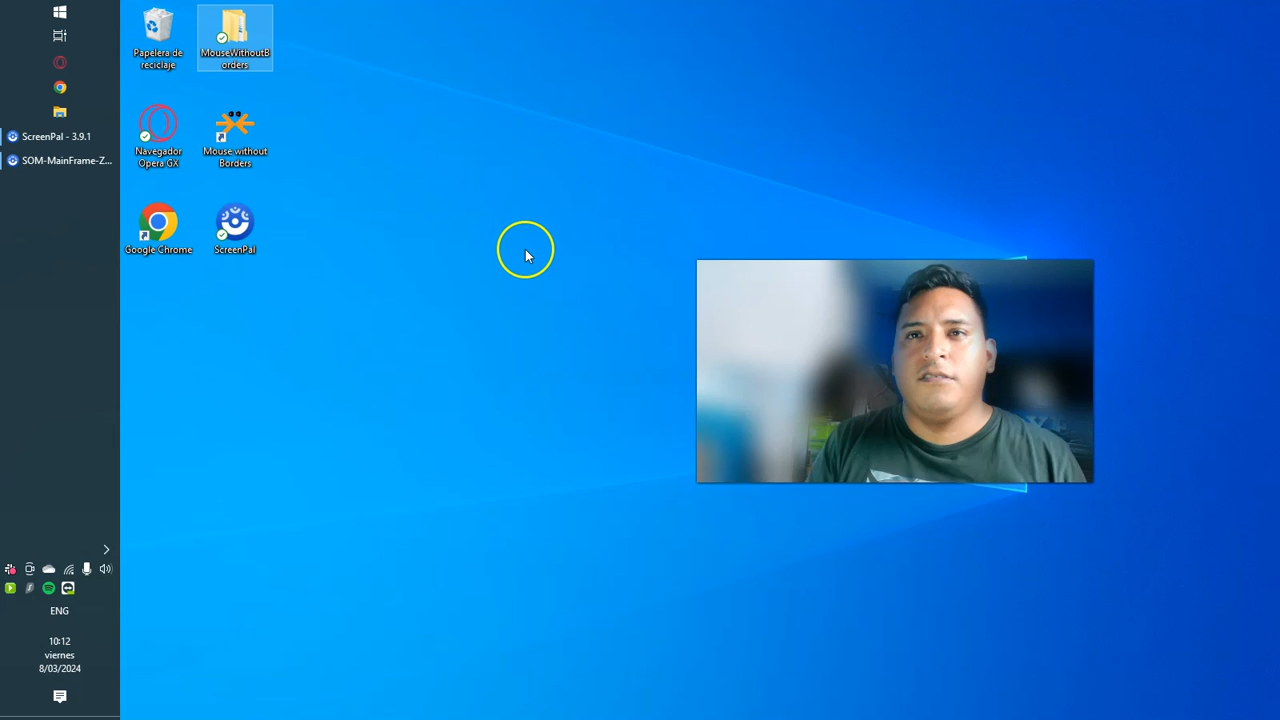 Papelera de
reciclaje
MouseWithoutB
orders
Navegador
Opera GX
Mouse without
Borders
Google Chrome
ScreenPal
ScreenPal - 3.9.1
SOM-MainFrame-Z...
ENG
10:12
viernes
8/03/2024